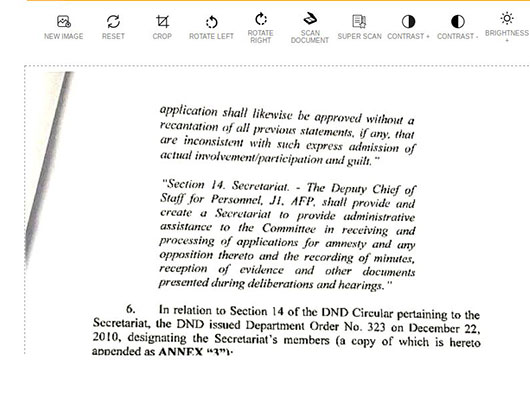 NEW IMAGE
RESET
CROP
ROTATE LEFT
ROTATE
RIGHT
SCAN
DOCUMENT
SUPER SCAN
CONTRAST +
CONTRAST -
BRIGHTNESS
+
application shall likewise be approved without a
recantation of all previous statements, if any, that
are inconsistent with such express admission of
actual involvement/participation and guilt."
"Section 14. Secretariat. - The Deputy Chief of
Staff for Personnel, J1, AFP, shall provide and
create a Secretariat to provide administrative
assistance to the Committee in receiving and
processing of applications for amnesty and any
opposition thereto and the recording of minutes,
reception of evidence and other documents
presented during deliberations and hearings."
6. In relation to Section 14 of the DND Circular pertaining to the
Secretariat, the DND issued Department Order No. 323 on December 22,
2010, designating the Secretariat's members (a copy of which is hereto
appended as ANNEX "3"):